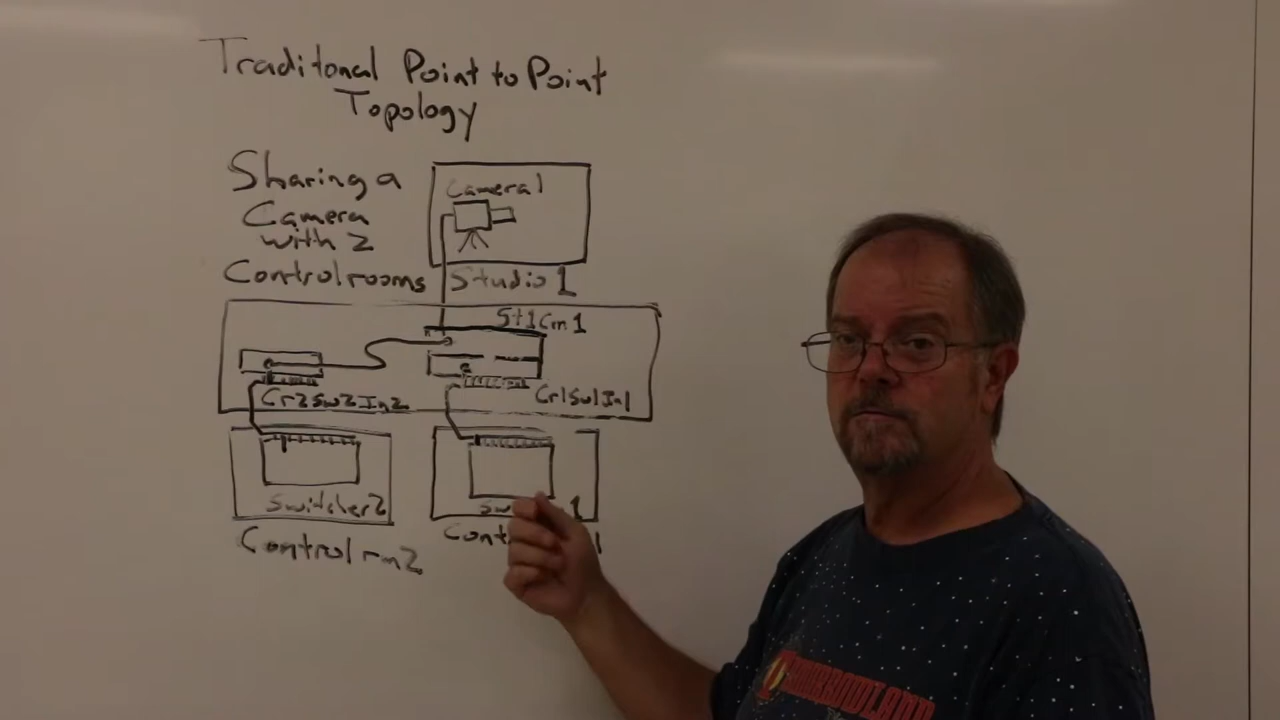 Traditonal Point to Point
Topology
Sharing a
Camera
with 2
Controlrooms
Camera1
Studio 1
St1Cm1
Cr2Sw2In2
Cr1Sw1In1
Switcher2
Control rm2
1